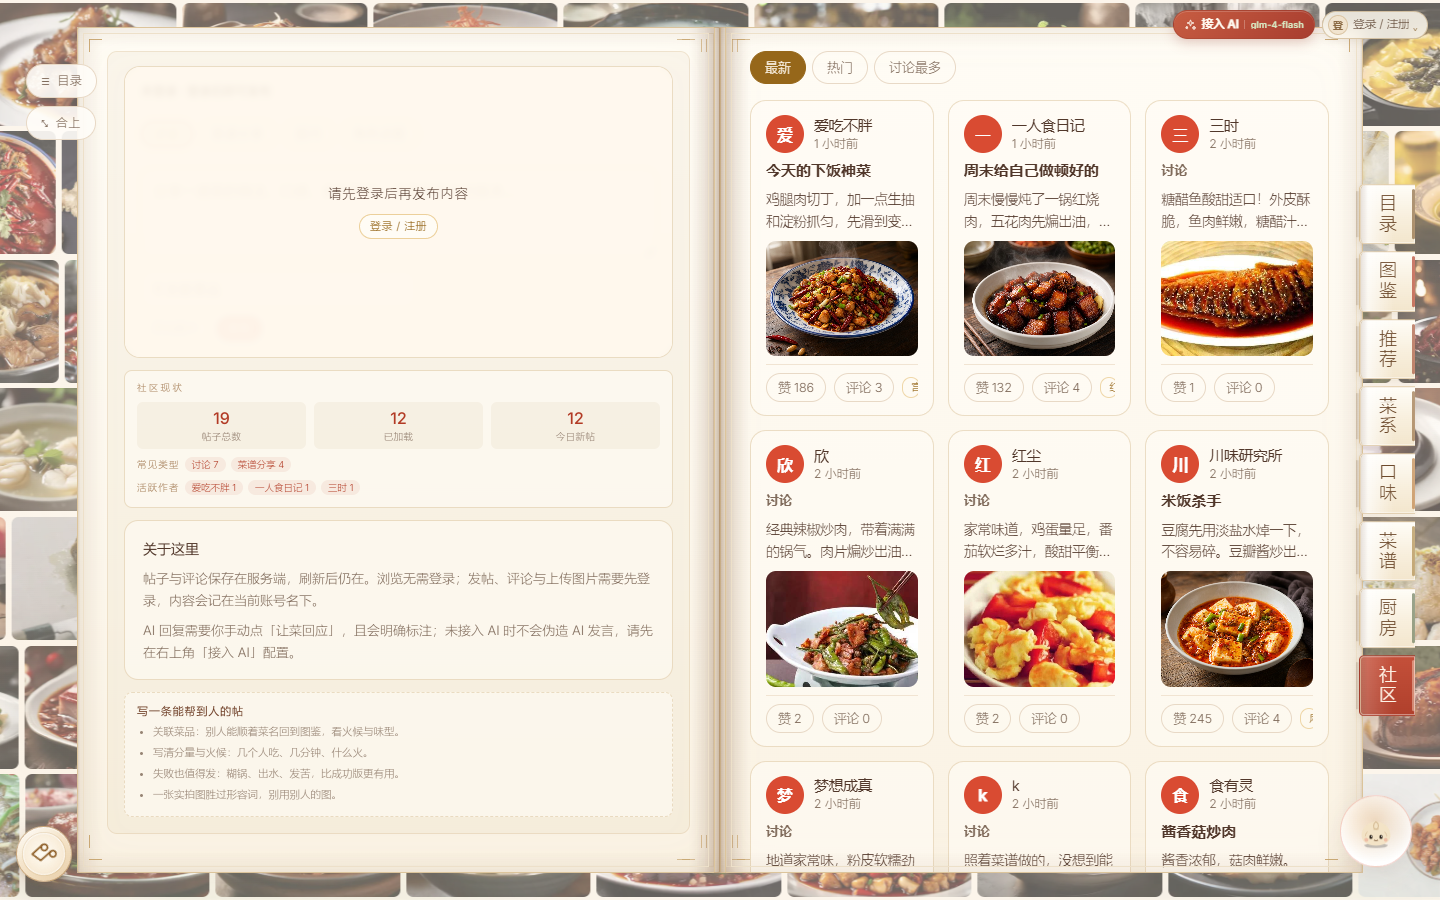 接入 AI glm-4-flash
登 登录 / 注册
目录
合上
请先登录后再发布内容
登录 / 注册
社区现状
19 12 12
帖子总数 已加载 今日新帖
常见类型 讨论 7 菜谱分享 4
活跃作者 爱吃不胖 1 一人食日记 1 三时 1
关于这里
帖子与评论保存在服务端，刷新后仍在。浏览无需登录；发帖、评论与上传图片需要先登
录，内容会记在当前账号名下。
AI 回复需要你手动点「让菜回应」，且会明确标注；未接入 AI 时不会伪造 AI 发言，请先
在右上角「接入 AI」配置。
写一条能帮到人的帖
关联菜品：别人能顺着菜名回到图鉴，看火候与味型。
写清分量与火候：几个人吃、几分钟、什么火。
失败也值得发：糊锅、出水、发苦，比成功版更有用。
一张实拍图胜过形容词，别用别人的图。
最新 热门 讨论最多
爱 爱吃不胖
1 小时前
今天的下饭神菜
鸡腿肉切丁，加一点生抽
和淀粉抓匀，先滑到变...
赞 186 评论 3
一 一人食日记
1 小时前
周末给自己做顿好的
周末慢慢炖了一锅红烧
肉，五花肉先煸出油，...
赞 132 评论 4
三 三时
2 小时前
讨论
糖醋鱼酸甜适口！外皮酥
脆，鱼肉鲜嫩，糖醋汁...
赞 1 评论 0
欣 欣
2 小时前
讨论
经典辣椒炒肉，带着满满
的锅气。肉片煸炒出油...
赞 2 评论 0
红 红尘
2 小时前
讨论
家常味道，鸡蛋量足，番
茄软烂多汁，酸甜平衡...
赞 2 评论 0
川 川味研究所
2 小时前
米饭杀手
豆腐先用淡盐水焯一下，
不容易碎。豆瓣酱炒出...
赞 245 评论 4
梦 梦想成真
2 小时前
讨论
地道家常味，粉皮软糯劲
k k
2 小时前
讨论
照着菜谱做的，没想到能
食 食有灵
2 小时前
酱香菇炒肉
酱香浓郁，菇肉鲜嫩。
目录
图鉴
推荐
菜系
口味
菜谱
厨房
社区